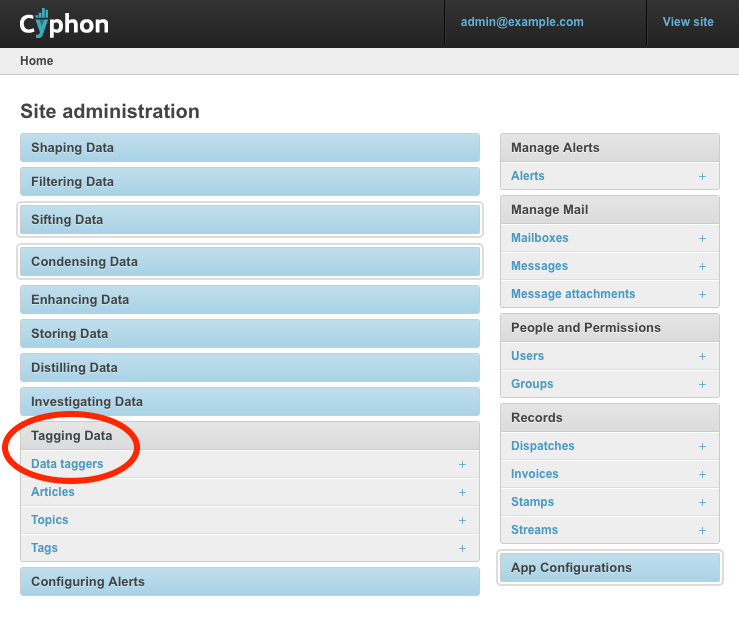 Cyphon
admin@example.com
View site
Home
Site administration
Shaping Data
Filtering Data
Sifting Data
Condensing Data
Enhancing Data
Storing Data
Distilling Data
Investigating Data
Tagging Data
Data taggers +
Articles +
Topics +
Tags +
Configuring Alerts
Manage Alerts
Alerts +
Manage Mail
Mailboxes +
Messages +
Message attachments +
People and Permissions
Users +
Groups +
Records
Dispatches +
Invoices +
Stamps +
Streams +
App Configurations